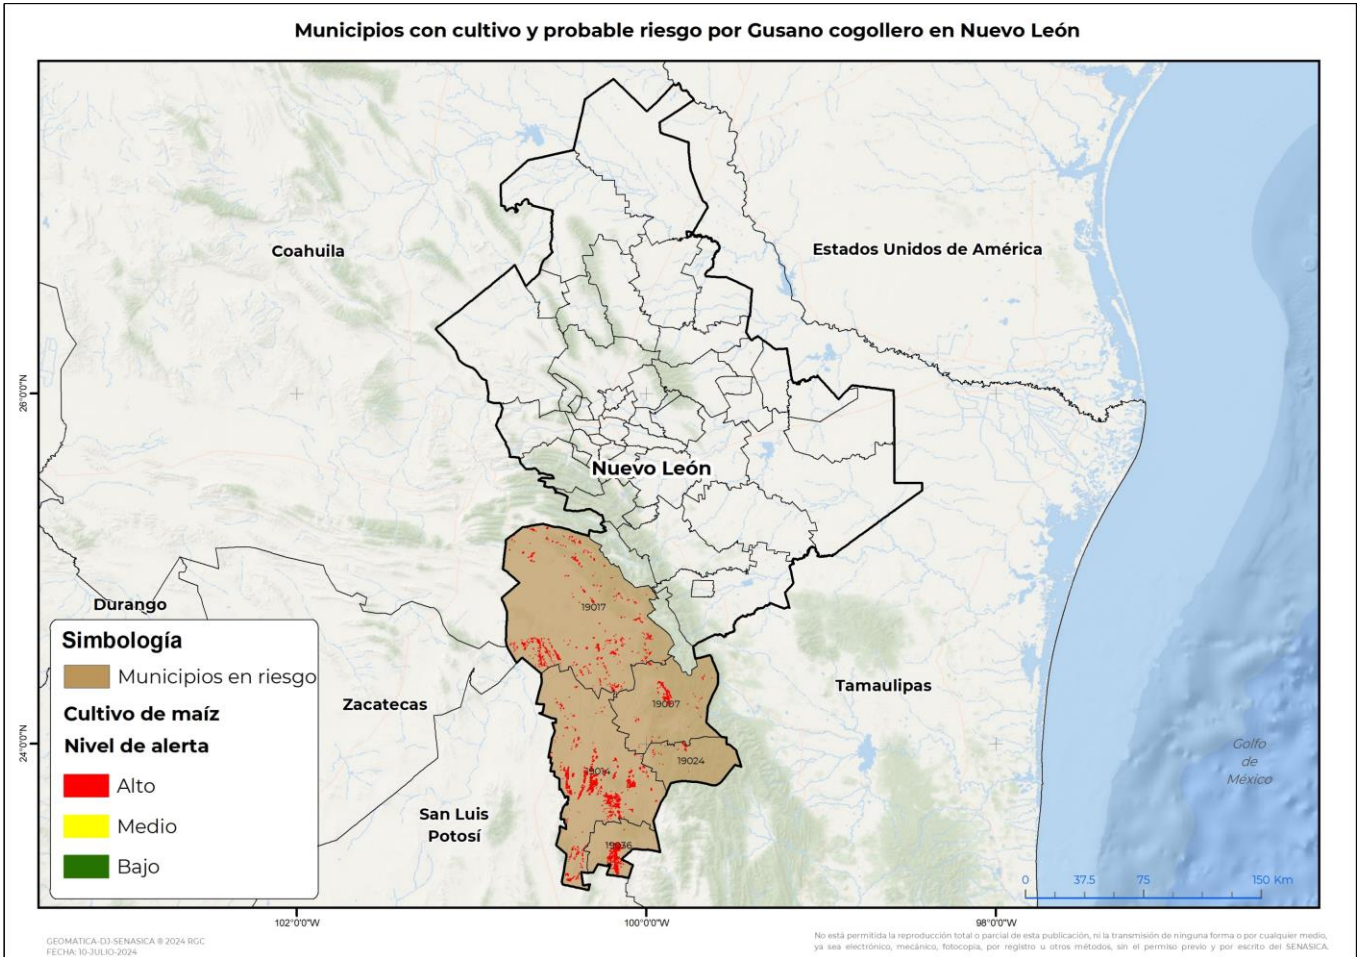 Municipios con cultivo y probable riesgo por Gusano cogollero en Nuevo León
Coahuila
Estados Unidos de América
26°0'0"N
Nuevo León
19017
Durango
Simbología
Municipios en riesgo
Cultivo de maíz
Nivel de alerta
Alto
Medio
Bajo
Zacatecas
Tamaulipas
19007
24°0'0"N
19024
19014
Golfo
de
México
San Luis
Potosí
19036
0 37.5 75 150 Km
102°0'0"W 100°0'0"W 98°0'0"W
GEOMÁTICA-DJ-SENASICA ® 2024 RGC
FECHA: 10-JULIO-2024
No está permitida la reproducción total o parcial de esta publicación, ni la transmisión de ninguna forma o por cualquier medio,
ya sea electrónico, mecánico, fotocopia, por registro u otros métodos, sin el permiso previo y por escrito del SENASICA.